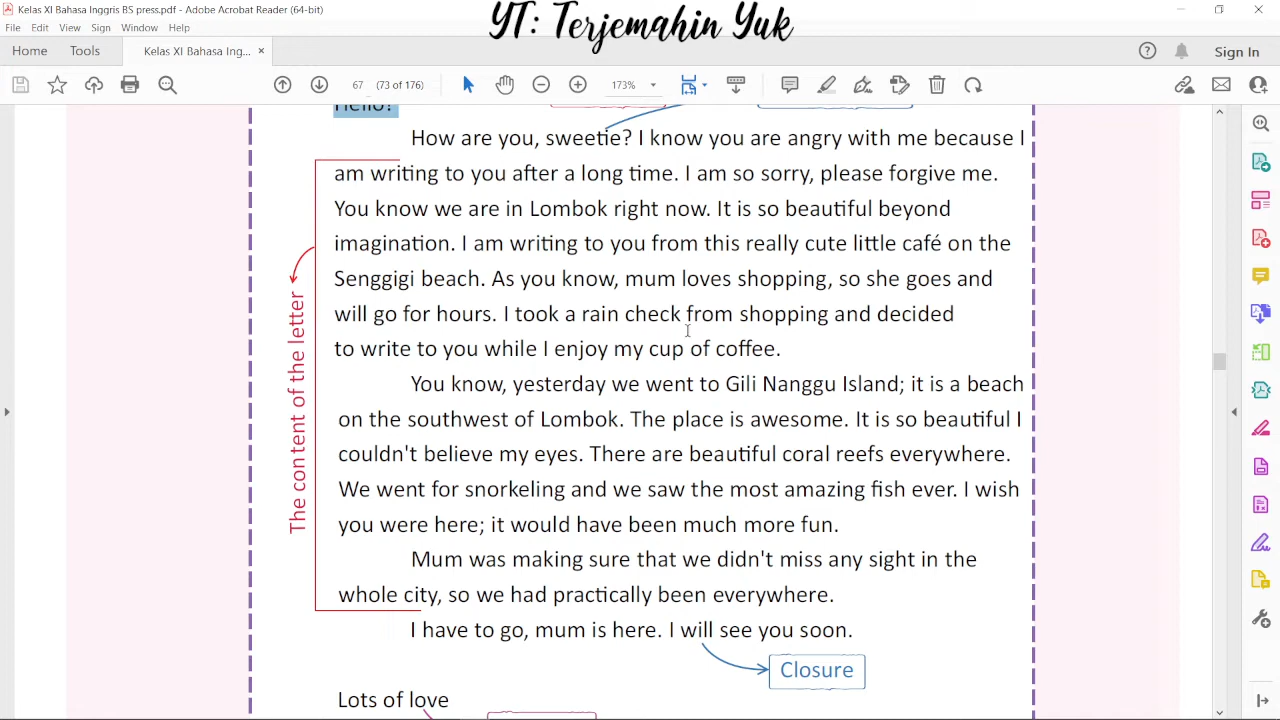 YT: Terjemahin Yuk
Kelas XI Bahasa Inggris BS press.pdf - Adobe Acrobat Reader (64-bit)
File Edit View Sign Window Help
Home Tools Kelas XI Bahasa Ing... × Sign In
67 (73 of 176) 173%
Hello!
How are you, sweetie? I know you are angry with me because I
am writing to you after a long time. I am so sorry, please forgive me.
You know we are in Lombok right now. It is so beautiful beyond
imagination. I am writing to you from this really cute little café on the
Senggigi beach. As you know, mum loves shopping, so she goes and
will go for hours. I took a rain check from shopping and decided
to write to you while I enjoy my cup of coffee.
You know, yesterday we went to Gili Nanggu Island; it is a beach
on the southwest of Lombok. The place is awesome. It is so beautiful I
couldn't believe my eyes. There are beautiful coral reefs everywhere.
We went for snorkeling and we saw the most amazing fish ever. I wish
you were here; it would have been much more fun.
Mum was making sure that we didn't miss any sight in the
whole city, so we had practically been everywhere.
The content of the letter
I have to go, mum is here. I will see you soon.
Closure
Lots of love